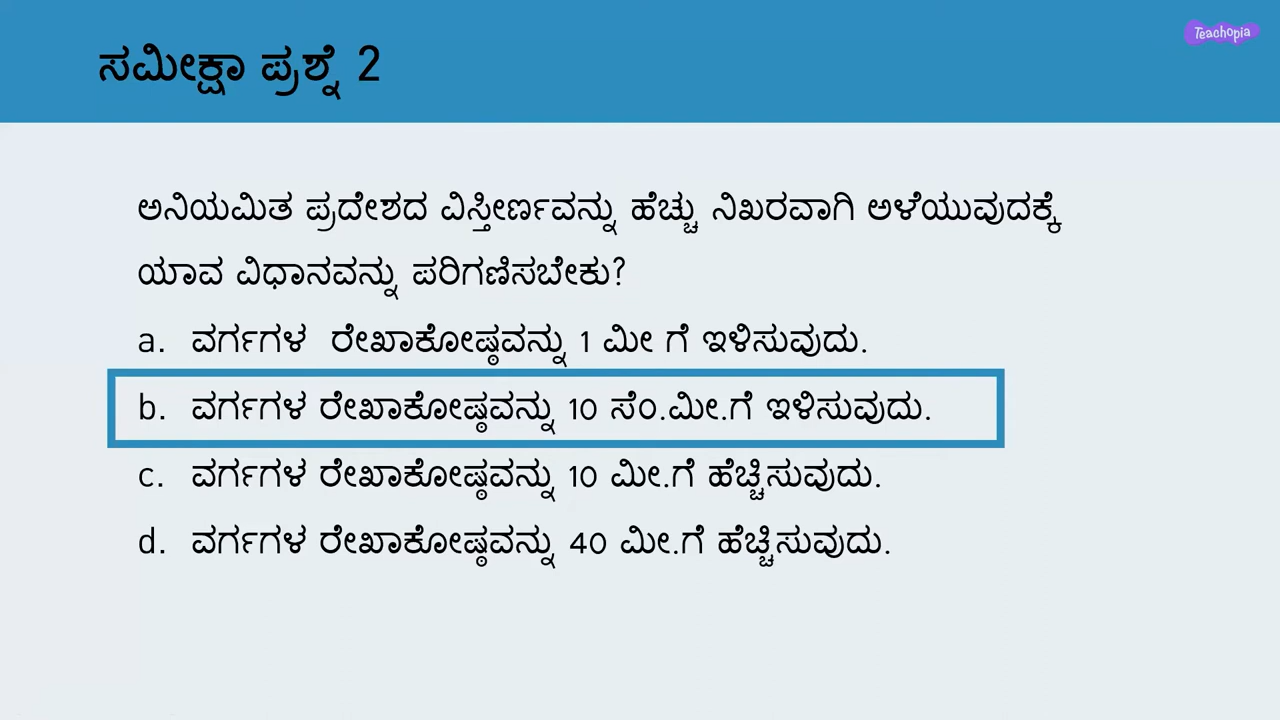 ಸಮೀಕ್ಷಾ ಪ್ರಶ್ನೆ 2
Teachopia
ಅನಿಯಮಿತ ಪ್ರದೇಶದ ವಿಸ್ತೀರ್ಣವನ್ನು ಹೆಚ್ಚು ನಿಖರವಾಗಿ ಅಳೆಯುವುದಕ್ಕೆ
ಯಾವ ವಿಧಾನವನ್ನು ಪರಿಗಣಿಸಬೇಕು?
a. ವರ್ಗಗಳ ರೇಖಾಕೋಷ್ಠವನ್ನು 1 ಮೀ ಗೆ ಇಳಿಸುವುದು.
b. ವರ್ಗಗಳ ರೇಖಾಕೋಷ್ಠವನ್ನು 10 ಸೆಂ.ಮೀ.ಗೆ ಇಳಿಸುವುದು.
c. ವರ್ಗಗಳ ರೇಖಾಕೋಷ್ಠವನ್ನು 10 ಮೀ.ಗೆ ಹೆಚ್ಚಿಸುವುದು.
d. ವರ್ಗಗಳ ರೇಖಾಕೋಷ್ಠವನ್ನು 40 ಮೀ.ಗೆ ಹೆಚ್ಚಿಸುವುದು.